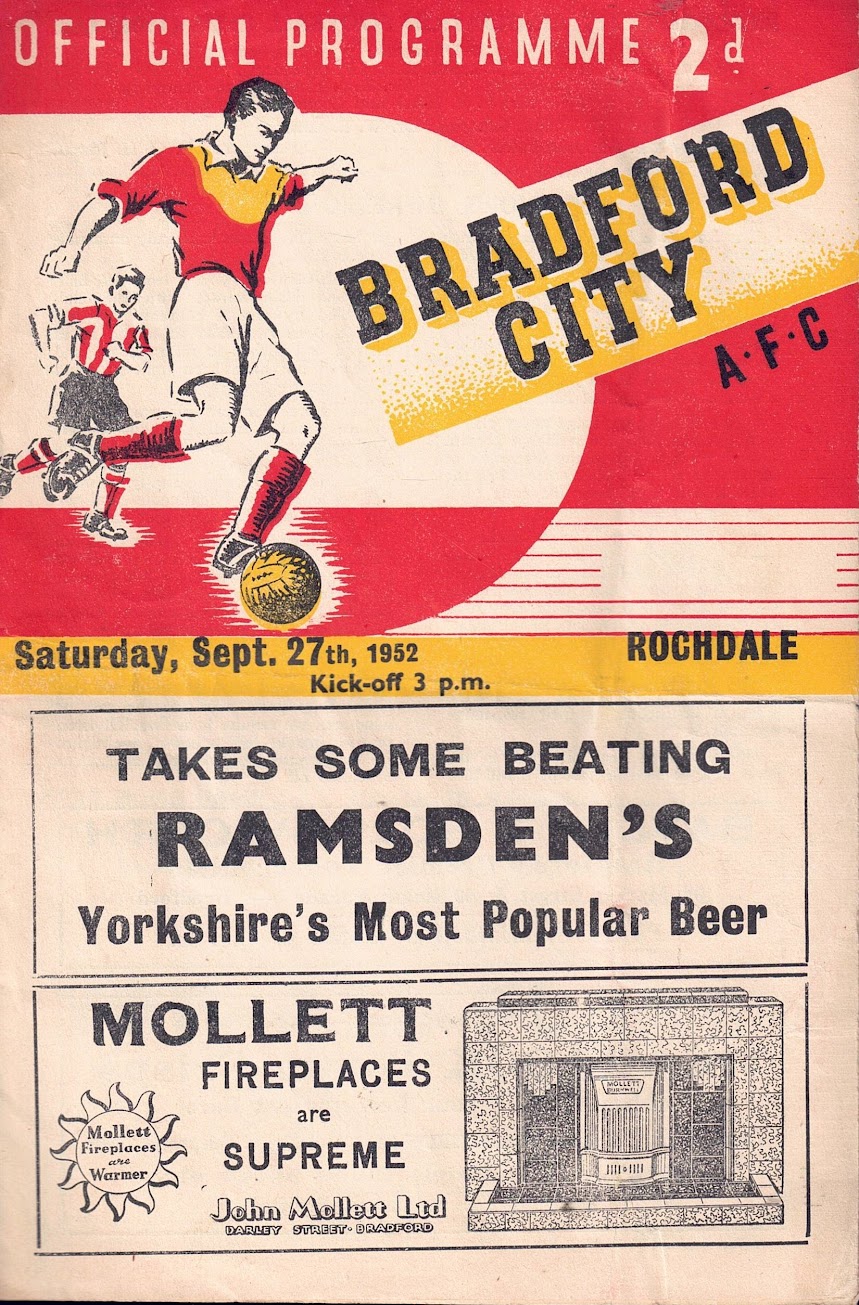 OFFICIAL PROGRAMME 2d
BRADFORD
CITY
A·F·C
Saturday, Sept. 27th, 1952
Kick-off 3 p.m.
ROCHDALE
TAKES SOME BEATING
RAMSDEN'S
Yorkshire's Most Popular Beer
MOLLETT
FIREPLACES
are
SUPREME
Mollett
Fireplaces
are
Warmer
John Mollett Ltd
DARLEY STREET·BRADFORD
MOLLETT